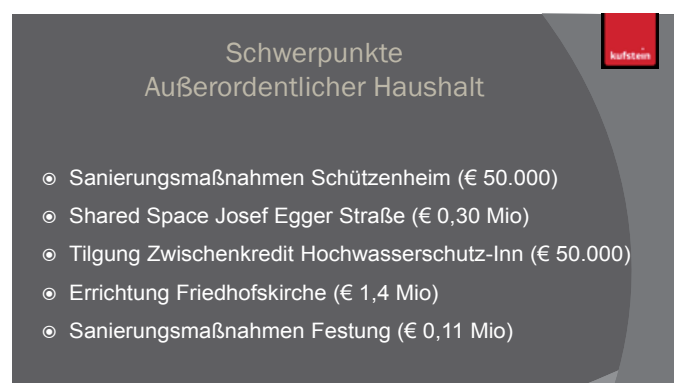 Schwerpunkte
Außerordentlicher Haushalt
kufstein
Sanierungsmaßnahmen Schützenheim (€ 50.000)
Shared Space Josef Egger Straße (€ 0,30 Mio)
Tilgung Zwischenkredit Hochwasserschutz-Inn (€ 50.000)
Errichtung Friedhofskirche (€ 1,4 Mio)
Sanierungsmaßnahmen Festung (€ 0,11 Mio)